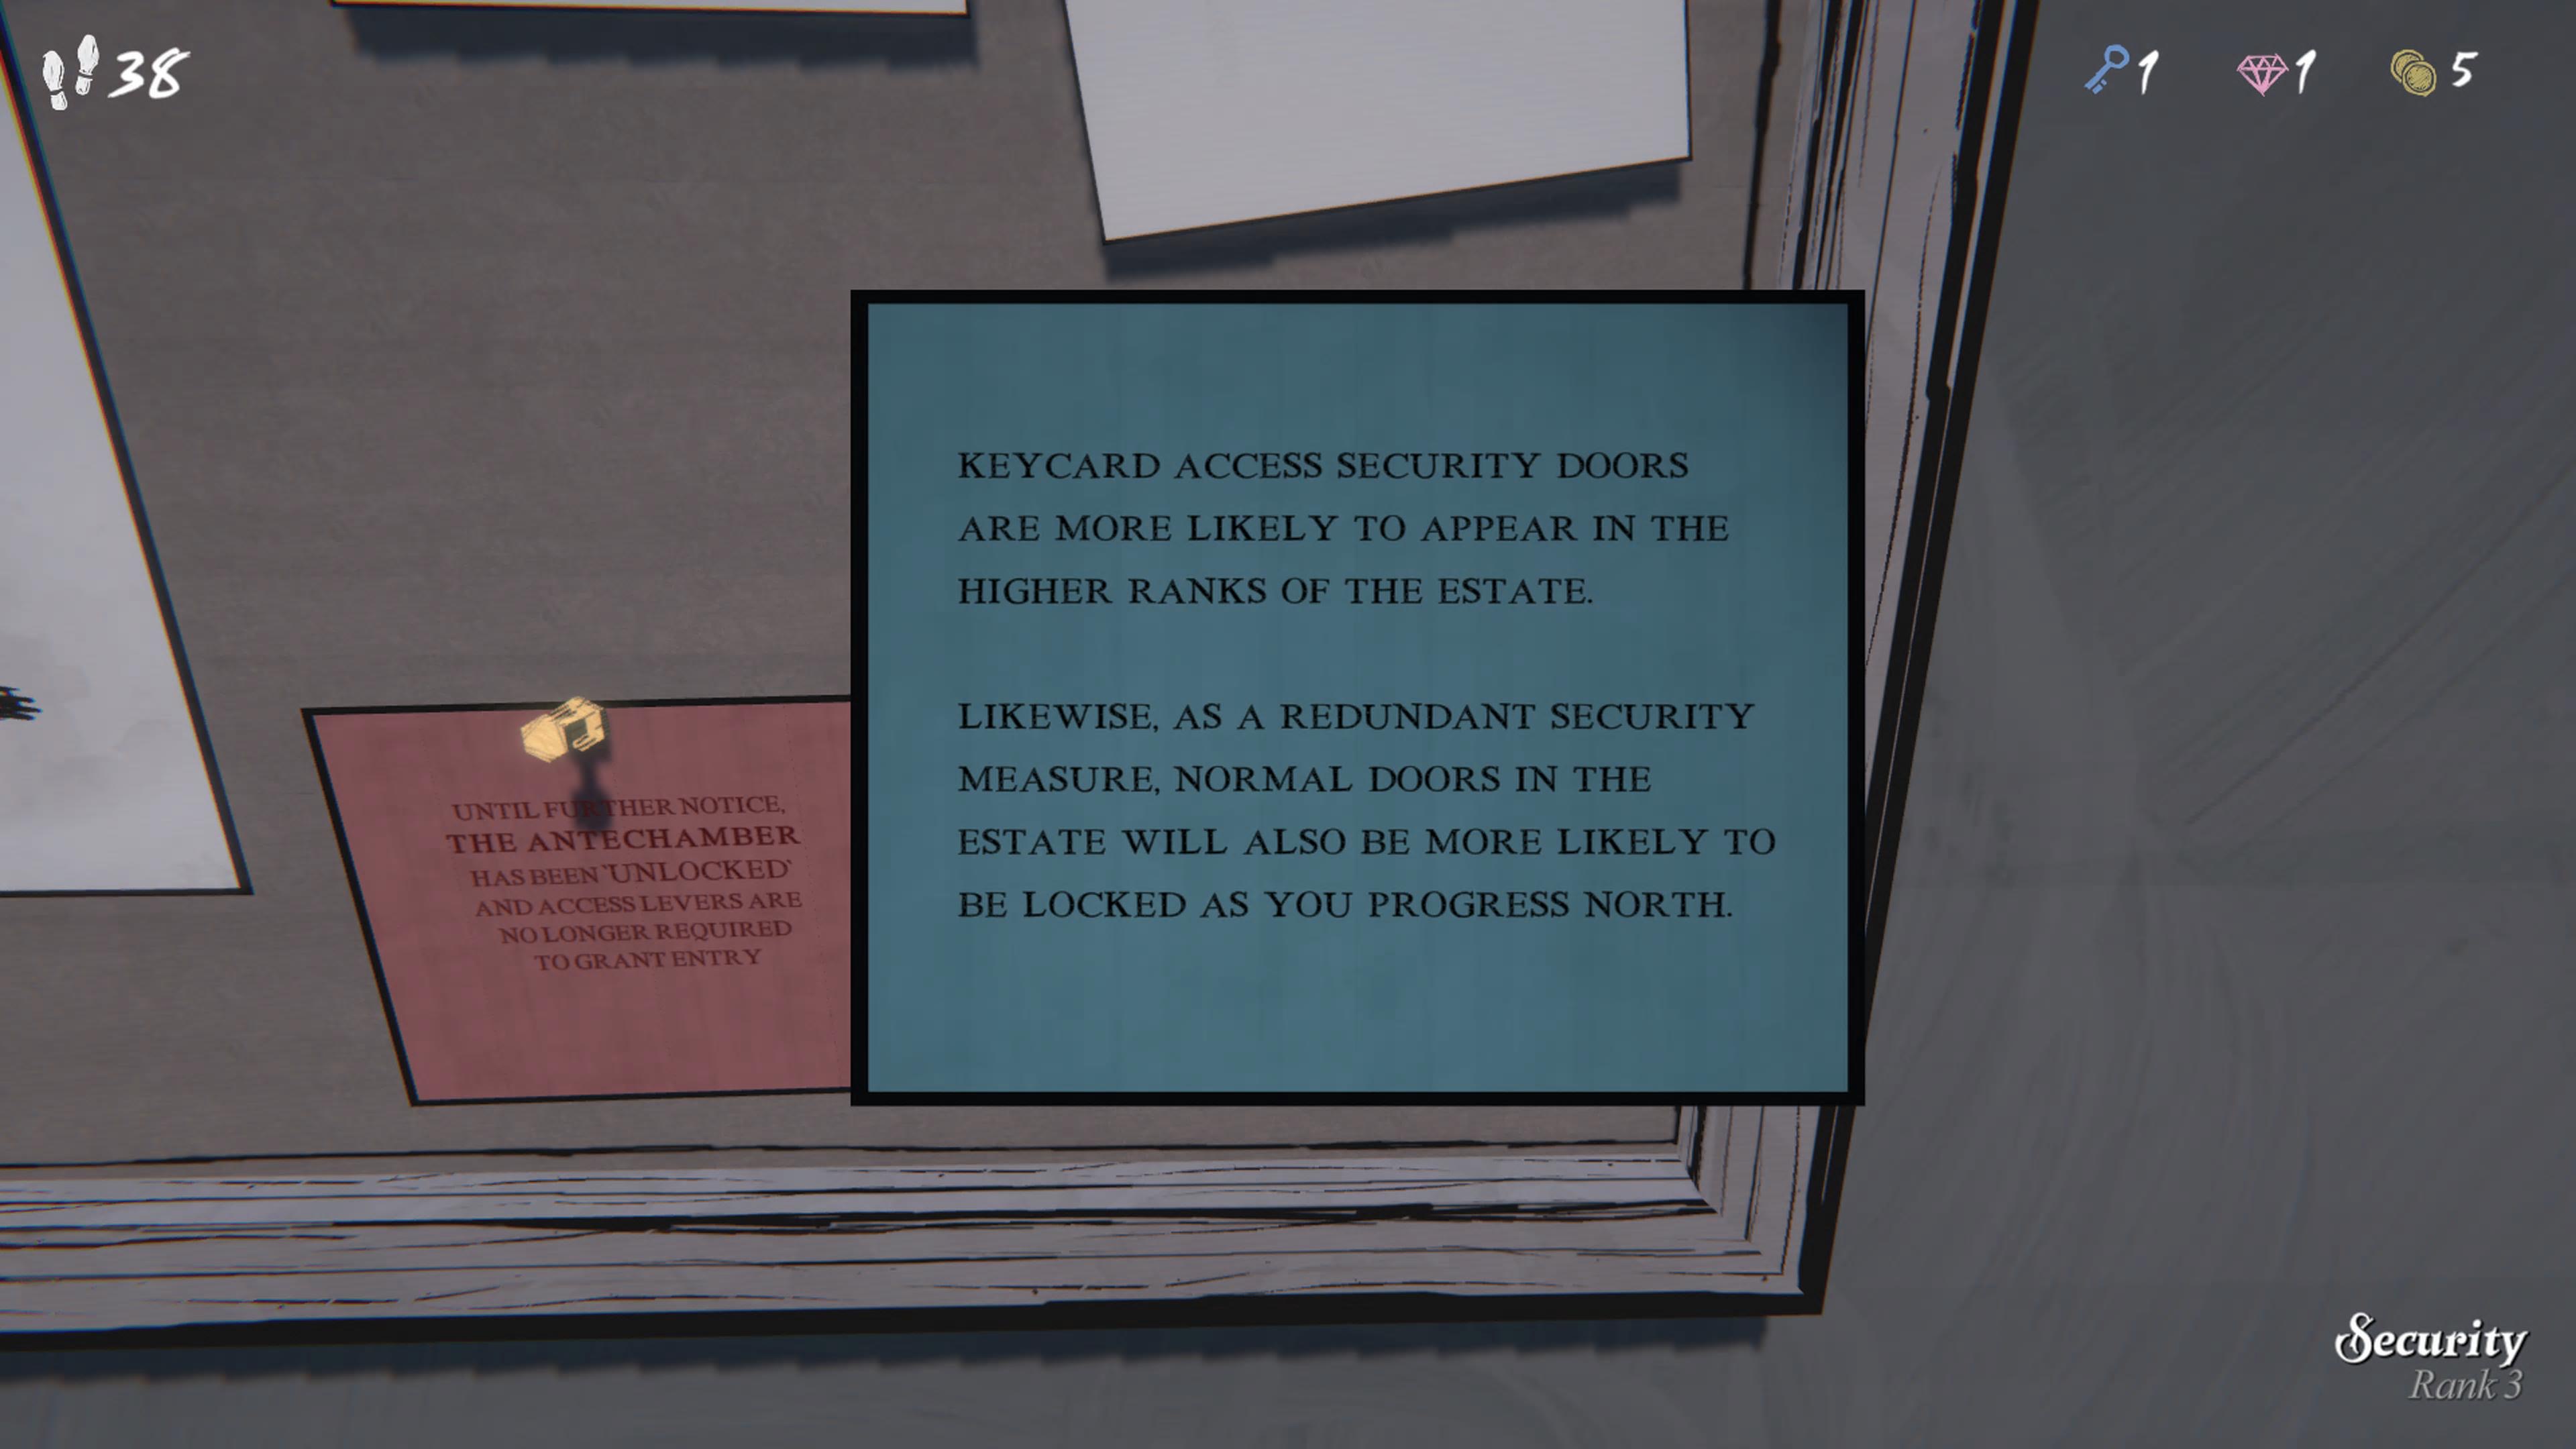 38
1
1
5
KEYCARD ACCESS SECURITY DOORS
ARE MORE LIKELY TO APPEAR IN THE
HIGHER RANKS OF THE ESTATE.
LIKEWISE, AS A REDUNDANT SECURITY
MEASURE, NORMAL DOORS IN THE
ESTATE WILL ALSO BE MORE LIKELY TO
BE LOCKED AS YOU PROGRESS NORTH.
UNTIL FURTHER NOTICE,
THE ANTECHAMBER
HAS BEEN 'UNLOCKED'
AND ACCESS LEVERS ARE
NO LONGER REQUIRED
TO GRANT ENTRY
Security
Rank 3